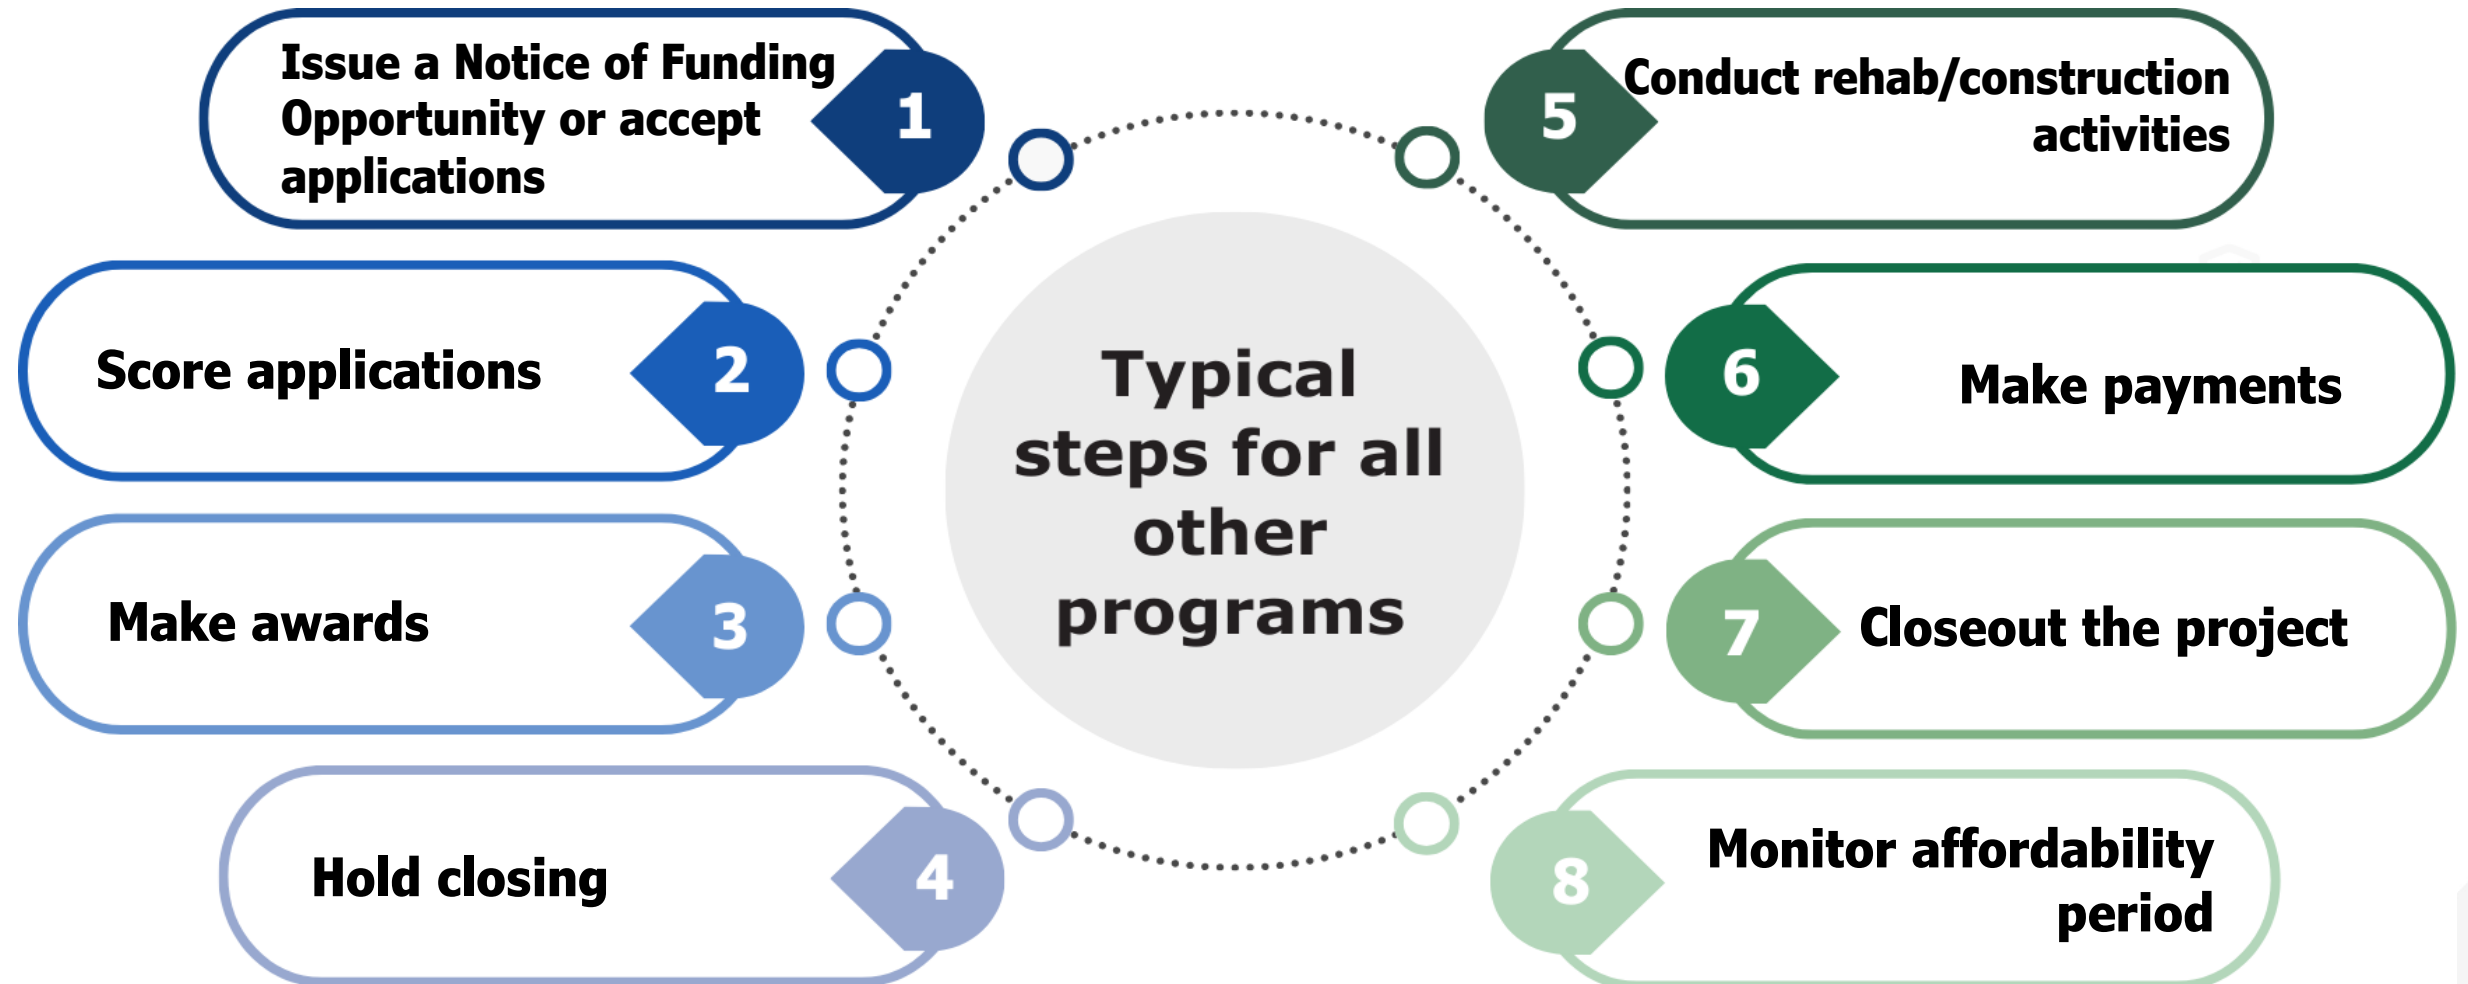 Issue a Notice of Funding
Opportunity or accept
applications
1
Score applications
2
Make awards
3
Hold closing
4
Typical
steps for all
other
programs
5
Conduct rehab/construction
activities
6
Make payments
7
Closeout the project
8
Monitor affordability
period